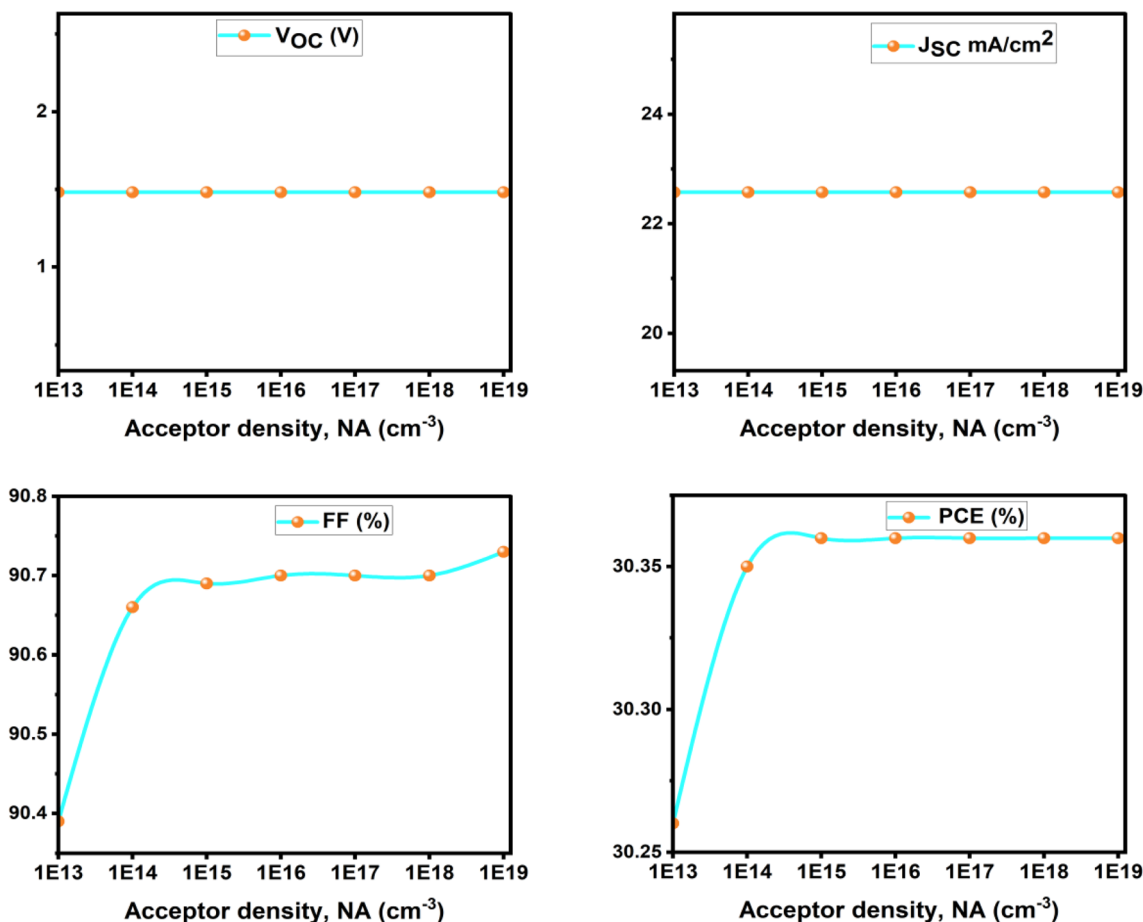 V_OC (V)
2
1
1E13 1E14 1E15 1E16 1E17 1E18 1E19
Acceptor density, NA (cm⁻³)
J_SC mA/cm²
24
22
20
1E13 1E14 1E15 1E16 1E17 1E18 1E19
Acceptor density, NA (cm⁻³)
FF (%)
90.8
90.7
90.6
90.5
90.4
1E13 1E14 1E15 1E16 1E17 1E18 1E19
Acceptor density, NA (cm⁻³)
PCE (%)
30.35
30.30
30.25
1E13 1E14 1E15 1E16 1E17 1E18 1E19
Acceptor density, NA (cm⁻³)